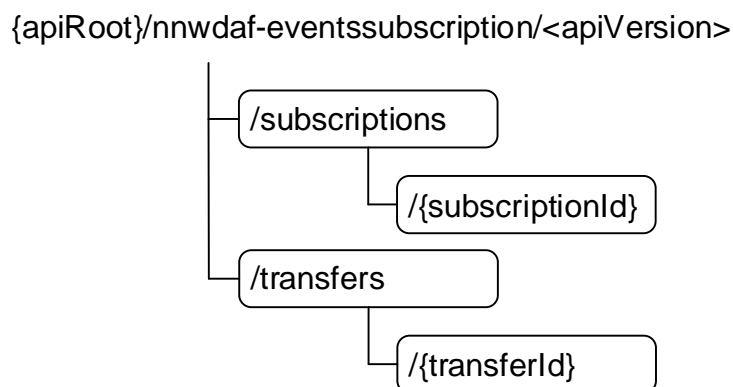 {apiRoot}/nnwdaf-eventssubscription/<apiVersion>
/subscriptions
/{subscriptionId}
/transfers
/{transferId}